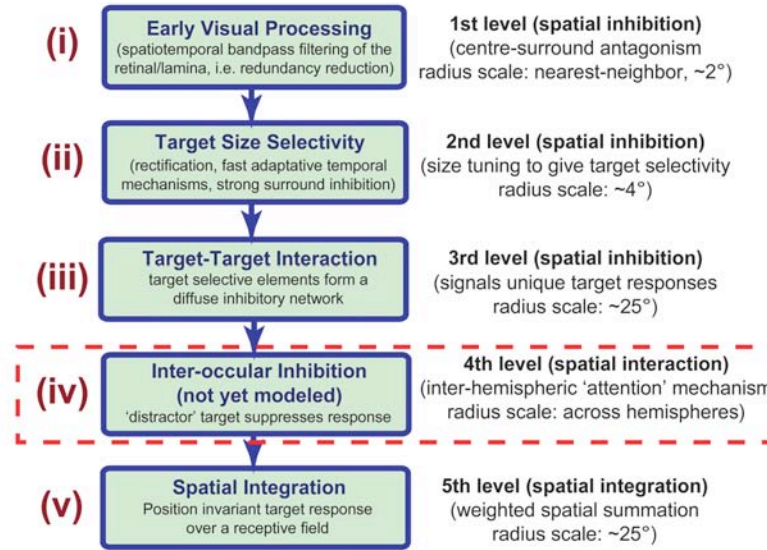 (i)
Early Visual Processing
(spatiotemporal bandpass filtering of the
retinal/lamina, i.e. redundancy reduction)
1st level (spatial inhibition)
(centre-surround antagonism
radius scale: nearest-neighbor, ~2°)
(ii)
Target Size Selectivity
(rectification, fast adaptative temporal
mechanisms, strong surround inhibition)
2nd level (spatial inhibition)
(size tuning to give target selectivity
radius scale: ~4°)
(iii)
Target-Target Interaction
target selective elements form a
diffuse inhibitory network
3rd level (spatial inhibition)
(signals unique target responses
radius scale: ~25°)
(iv)
Inter-occular Inhibition
(not yet modeled)
‘distractor’ target suppresses response
4th level (spatial interaction)
(inter-hemispheric ‘attention’ mechanism
radius scale: across hemispheres)
(v)
Spatial Integration
Position invariant target response
over a receptive field
5th level (spatial integration)
(weighted spatial summation
radius scale: ~25°)